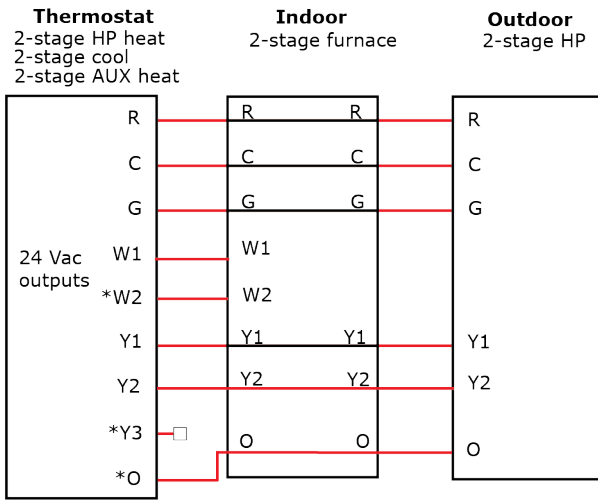 Thermostat
2-stage HP heat
2-stage cool
2-stage AUX heat
Indoor
2-stage furnace
Outdoor
2-stage HP
R R R R
C C C C
G G G G
24 Vac
outputs
W1 W1
*W2 W2
Y1 Y1 Y1 Y1
Y2 Y2 Y2 Y2
*Y3
*O O O O